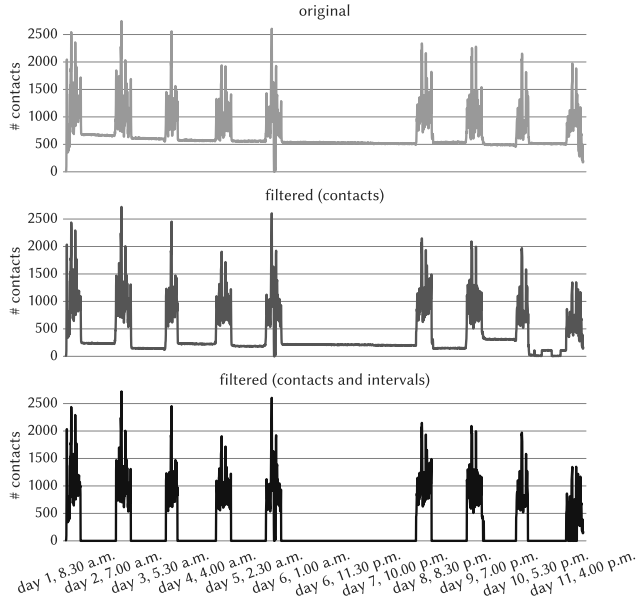 original
# contacts
2500
2000
1500
1000
500
0
filtered (contacts)
# contacts
2500
2000
1500
1000
500
0
filtered (contacts and intervals)
# contacts
2500
2000
1500
1000
500
0
day 1, 8.30 a.m.
day 2, 7.00 a.m.
day 3, 5.30 a.m.
day 4, 4.00 a.m.
day 5, 2.30 a.m.
day 6, 1.00 a.m.
day 6, 11.30 p.m.
day 7, 10.00 p.m.
day 8, 8.30 p.m.
day 9, 7.00 p.m.
day 10, 5.30 p.m.
day 11, 4.00 p.m.